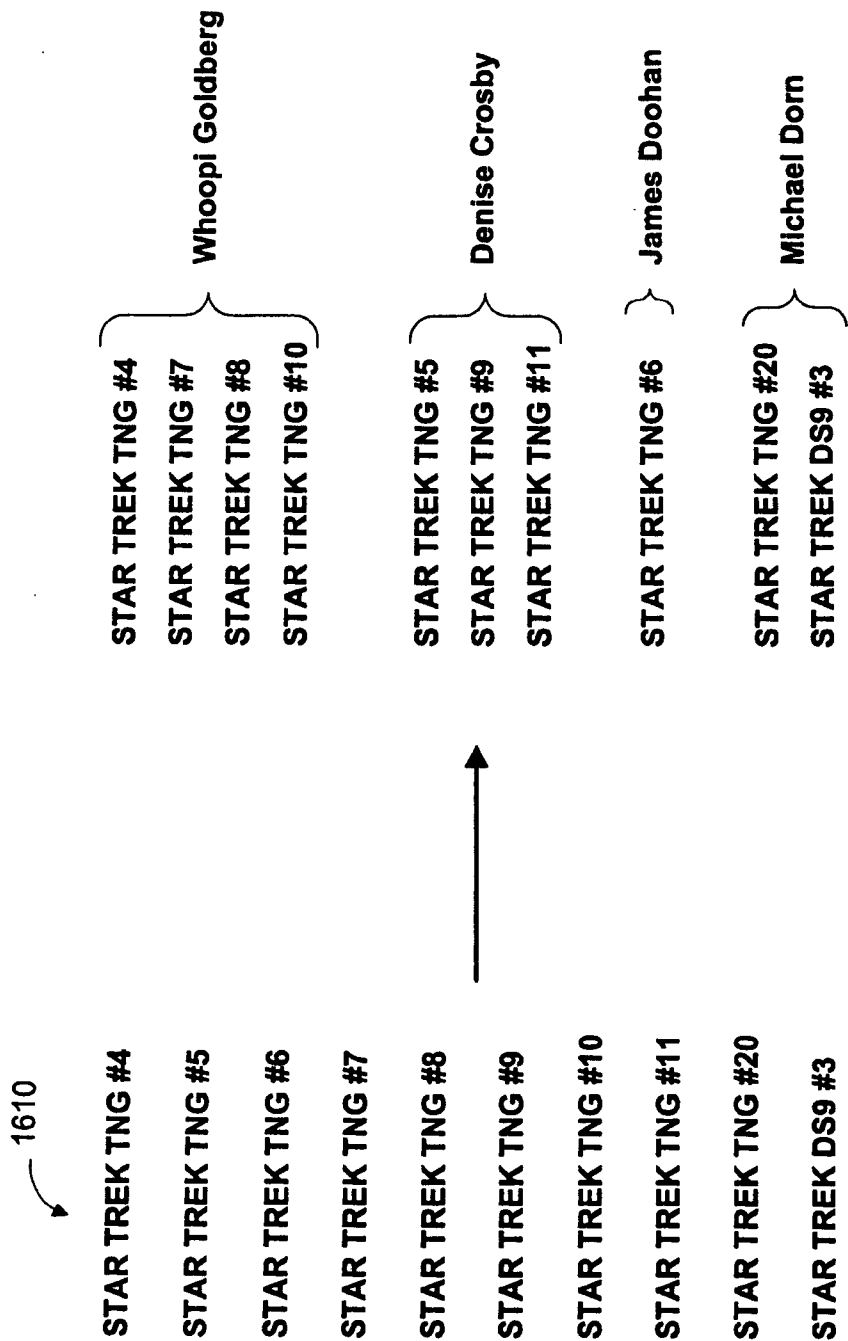 1610
STAR TREK TNG #4
STAR TREK TNG #5
STAR TREK TNG #6
STAR TREK TNG #7
STAR TREK TNG #8
STAR TREK TNG #9
STAR TREK TNG #10
STAR TREK TNG #11
STAR TREK TNG #20
STAR TREK DS9 #3
STAR TREK TNG #4
STAR TREK TNG #7
STAR TREK TNG #8
STAR TREK TNG #10
Whoopi Goldberg
STAR TREK TNG #5
STAR TREK TNG #9
STAR TREK TNG #11
Denise Crosby
STAR TREK TNG #6
James Doohan
STAR TREK TNG #20
STAR TREK DS9 #3
Michael Dorn